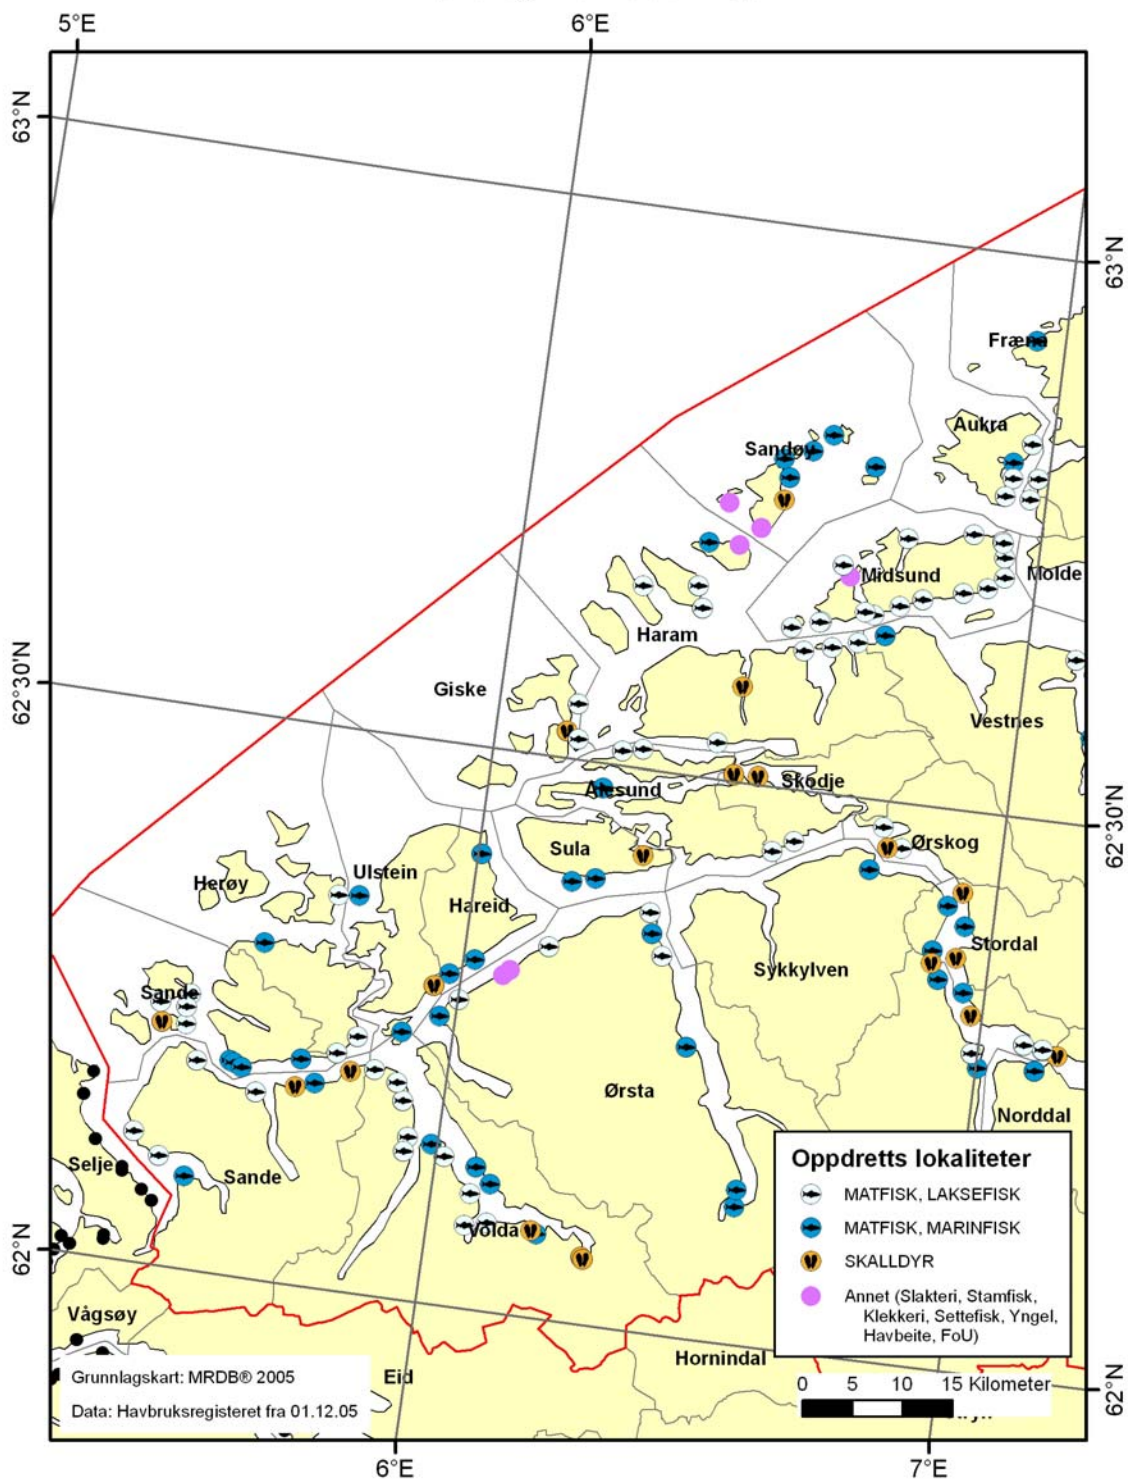 5°E
6°E
63°N
63°N
Fræna
Aukra
Sandøy
Midsund
Molde
Haram
Giske
62°30'N
Vestnes
Ålesund
Skodje
62°30'N
Sula
Ørskog
Ulstein
Herøy
Hareid
Stordal
Sykkylven
Sande
Ørsta
Norddal
Selje
Sande
Volda
62°N
Vågsøy
Hornindal
Eid
62°N
Oppdretts lokaliteter
MATFISK, LAKSEFISK
MATFISK, MARINFISK
SKALLDYR
Annet (Slakteri, Stamfisk,
Klekkeri, Settefisk, Yngel,
Havbeite, FoU)
0 5 10 15 Kilometer
Grunnlagskart: MRDB® 2005
Data: Havbruksregisteret fra 01.12.05
6°E
7°E